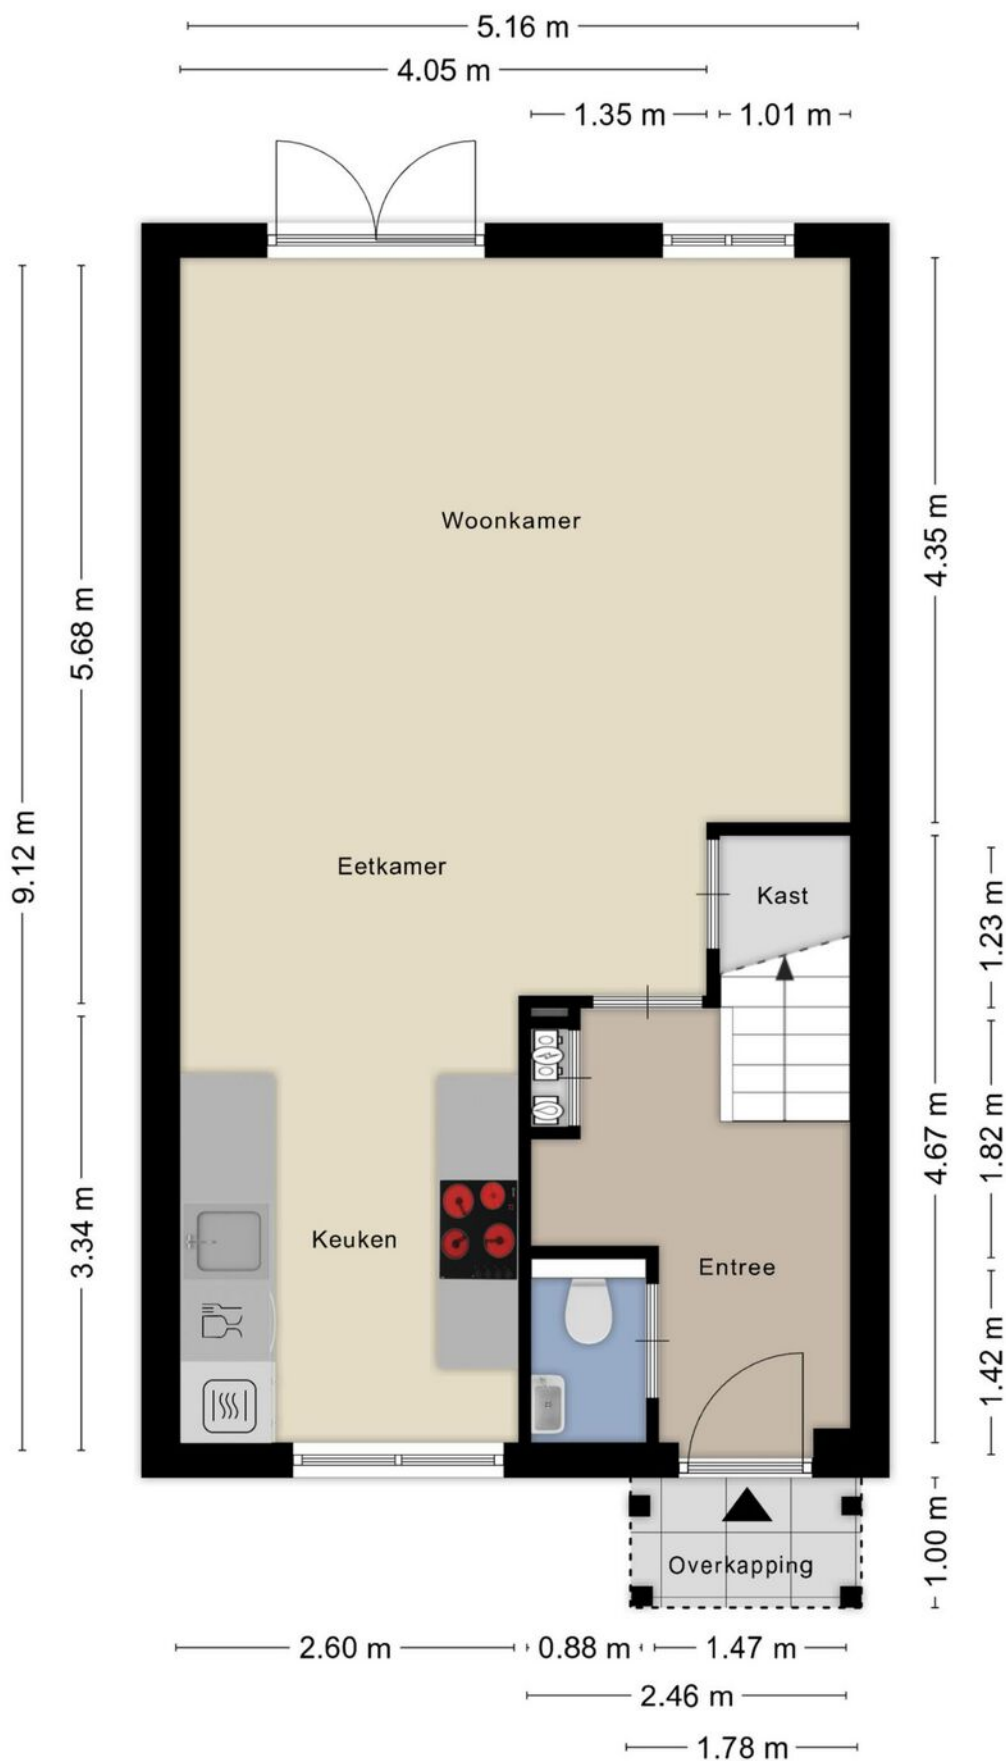 5.16 m
4.05 m
1.35 m
1.01 m
Woonkamer
4.35 m
5.68 m
9.12 m
Eetkamer
Kast
1.23 m
4.67 m
1.82 m
3.34 m
Keuken
Entree
1.42 m
1.00 m
Overkapping
2.60 m
0.88 m
1.47 m
2.46 m
1.78 m